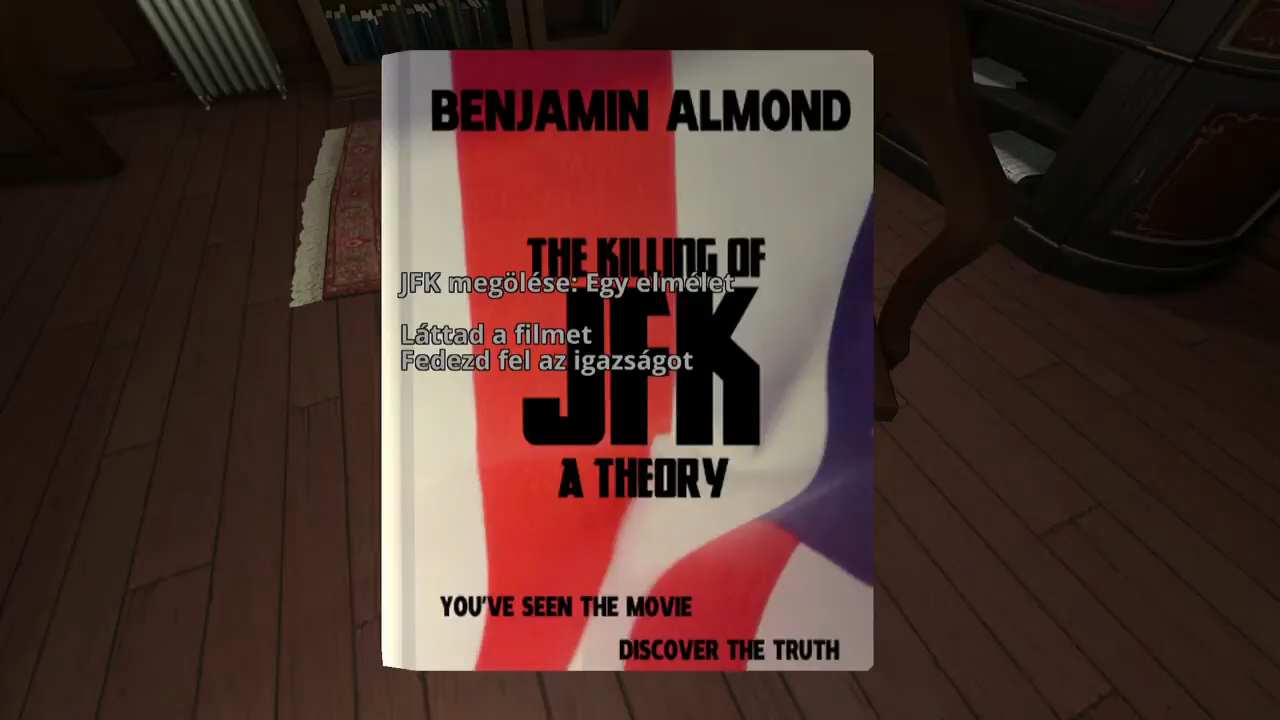 BENJAMIN ALMOND
THE KILLING OF
JFK megölése: Egy elmélet
JFK
Láttad a filmet
Fedezd fel az igazságot
A THEORY
YOU'VE SEEN THE MOVIE
DISCOVER THE TRUTH